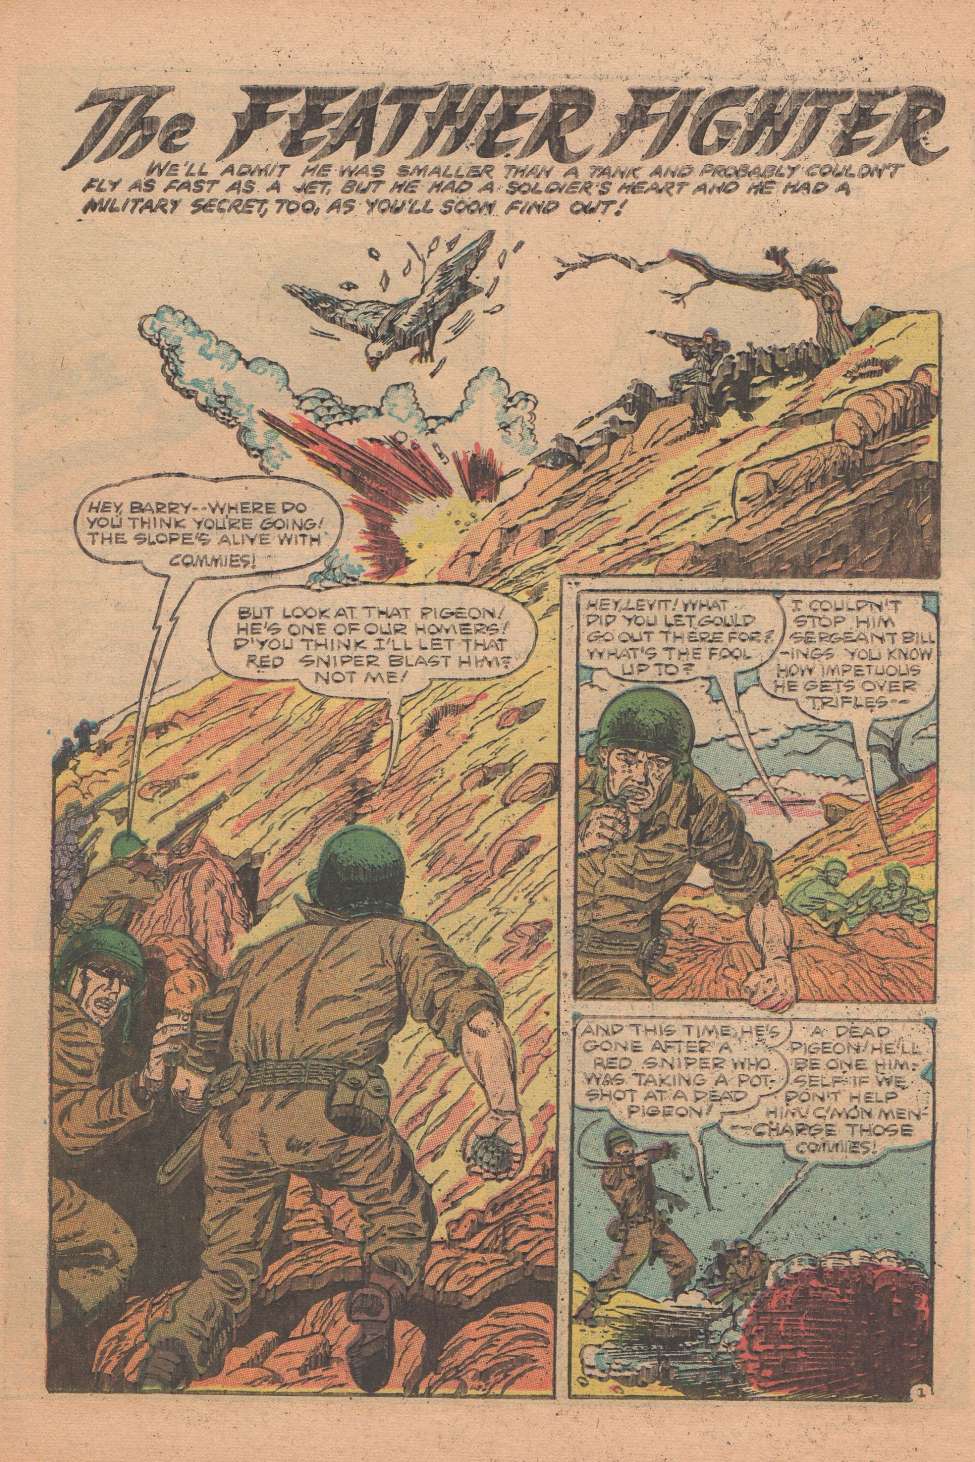 The FEATHER FIGHTER
WE'LL ADMIT HE WAS SMALLER THAN A TANK AND PROBABLY COULDN'T
FLY AS FAST AS A JET, BUT HE HAD A SOLDIER'S HEART AND HE HAD A
MILITARY SECRET, TOO, AS YOU'LL SOON FIND OUT!
HEY, BARRY--WHERE DO
YOU THINK YOU'RE GOING!
THE SLOPE'S ALIVE WITH
COMMIES!
BUT LOOK AT THAT PIGEON!
HE'S ONE OF OUR HOMERS!
D'YOU THINK I'LL LET THAT
RED SNIPER BLAST HIM?
NOT ME!
HEY, LEVIT! WHAT
DID YOU LET GOULD
GO OUT THERE FOR?
WHAT'S THE FOOL
UP TO?
I COULDN'T
STOP HIM
SERGEANT BILL
-INGS YOU KNOW
HOW IMPETUOUS
HE GETS OVER
TRIFLES--
AND THIS TIME, HE'S
GONE AFTER A
RED SNIPER WHO
WAS TAKING A POT-
SHOT AT A DEAD
PIGEON!
A DEAD
PIGEON! HE'LL
BE ONE HIM-
SELF IF WE
DON'T HELP
HIM! C'MON MEN-
--CHARGE THOSE
COMMIES!
1